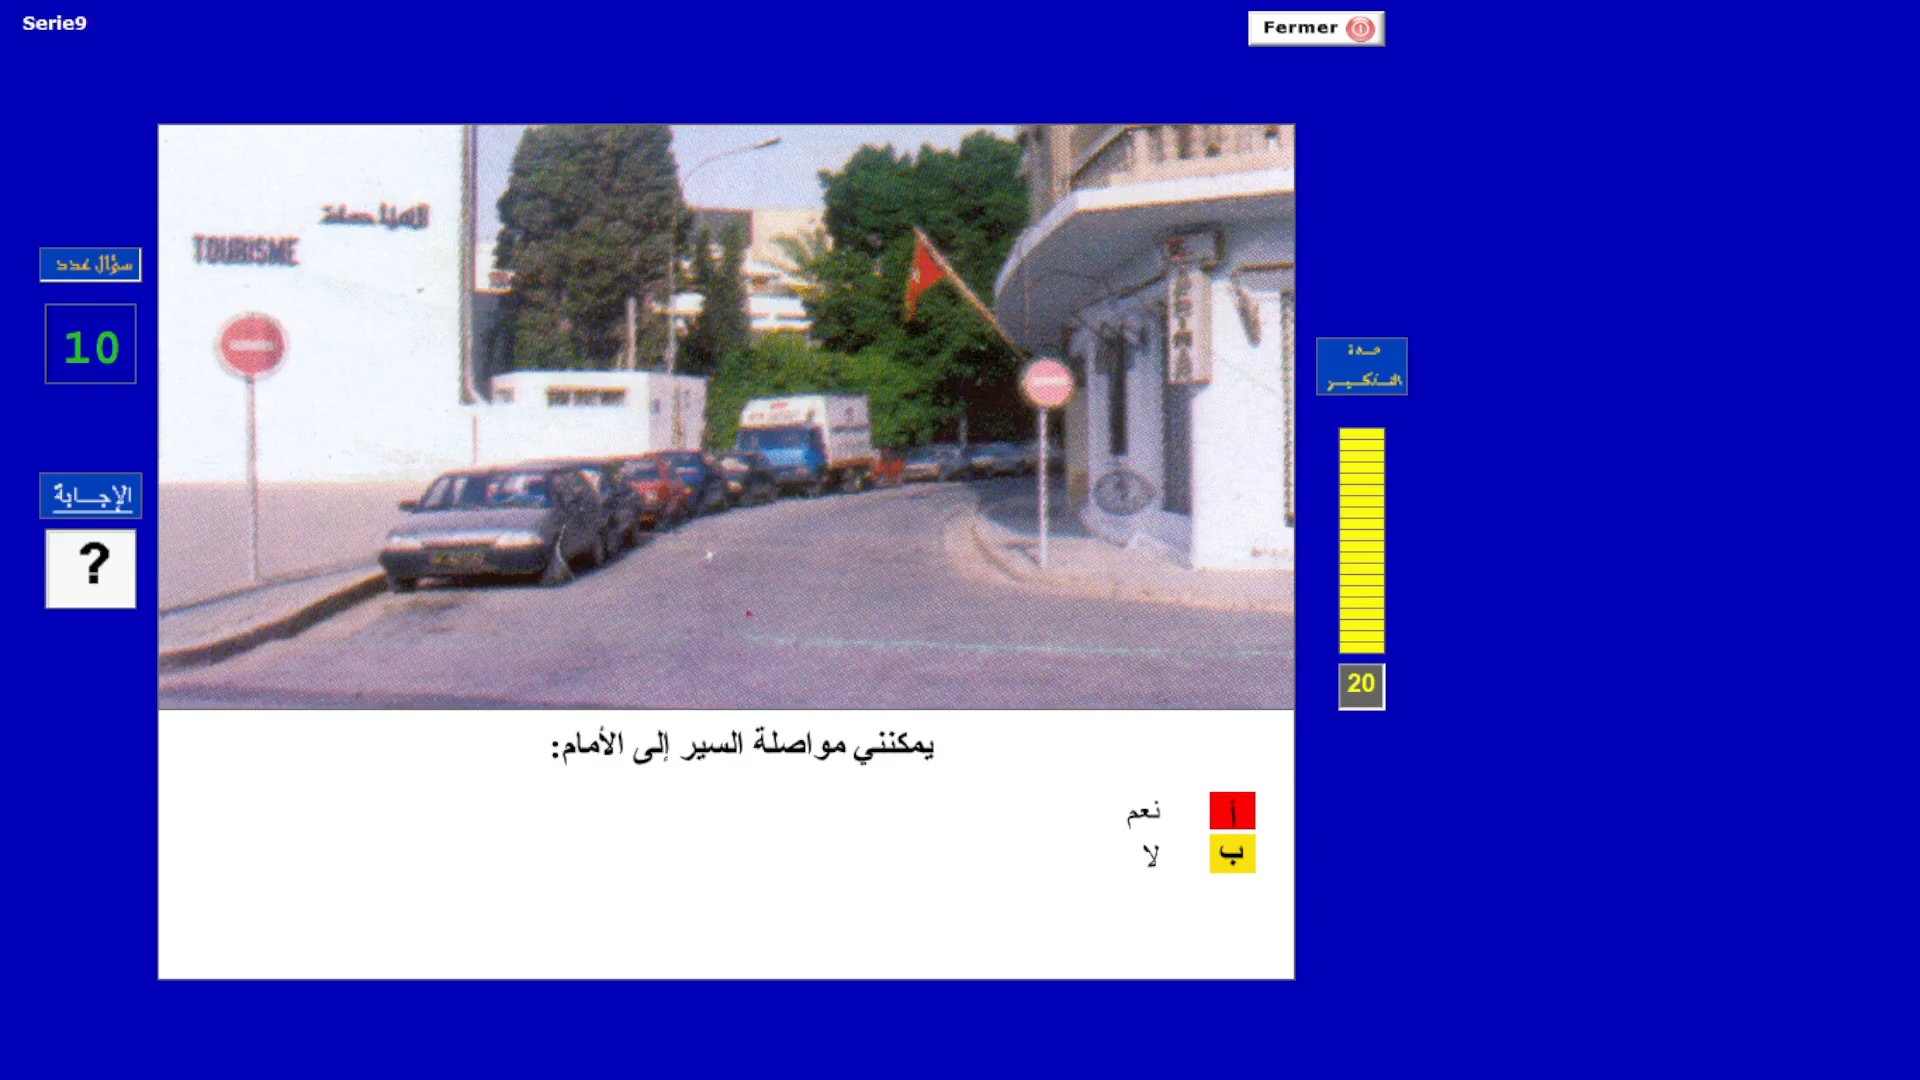 Serie9
Fermer
TOURISME
سؤال عدد
10
مدة
التفكير
الإجابة
?
20
يمكنني مواصلة السير إلى الأمام:
أ نعم
ب لا